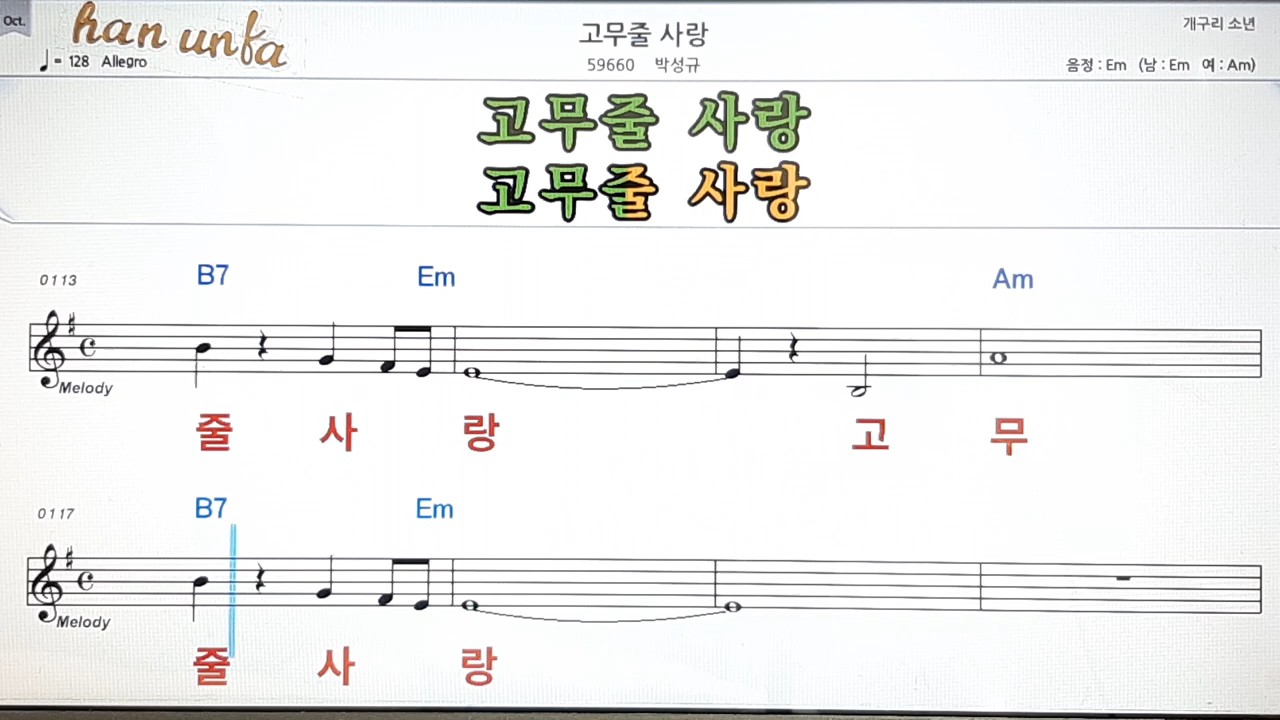 Oct.
han unfa
고무줄 사랑
개구리 소년
♩= 128 Allegro
59660 박성규
음정 : Em (남 : Em 여 : Am)
고무줄 사랑
고무줄 사랑
0113
B7 Em Am
Melody
줄 사 랑 고 무
0117
B7 Em
Melody
줄 사 랑